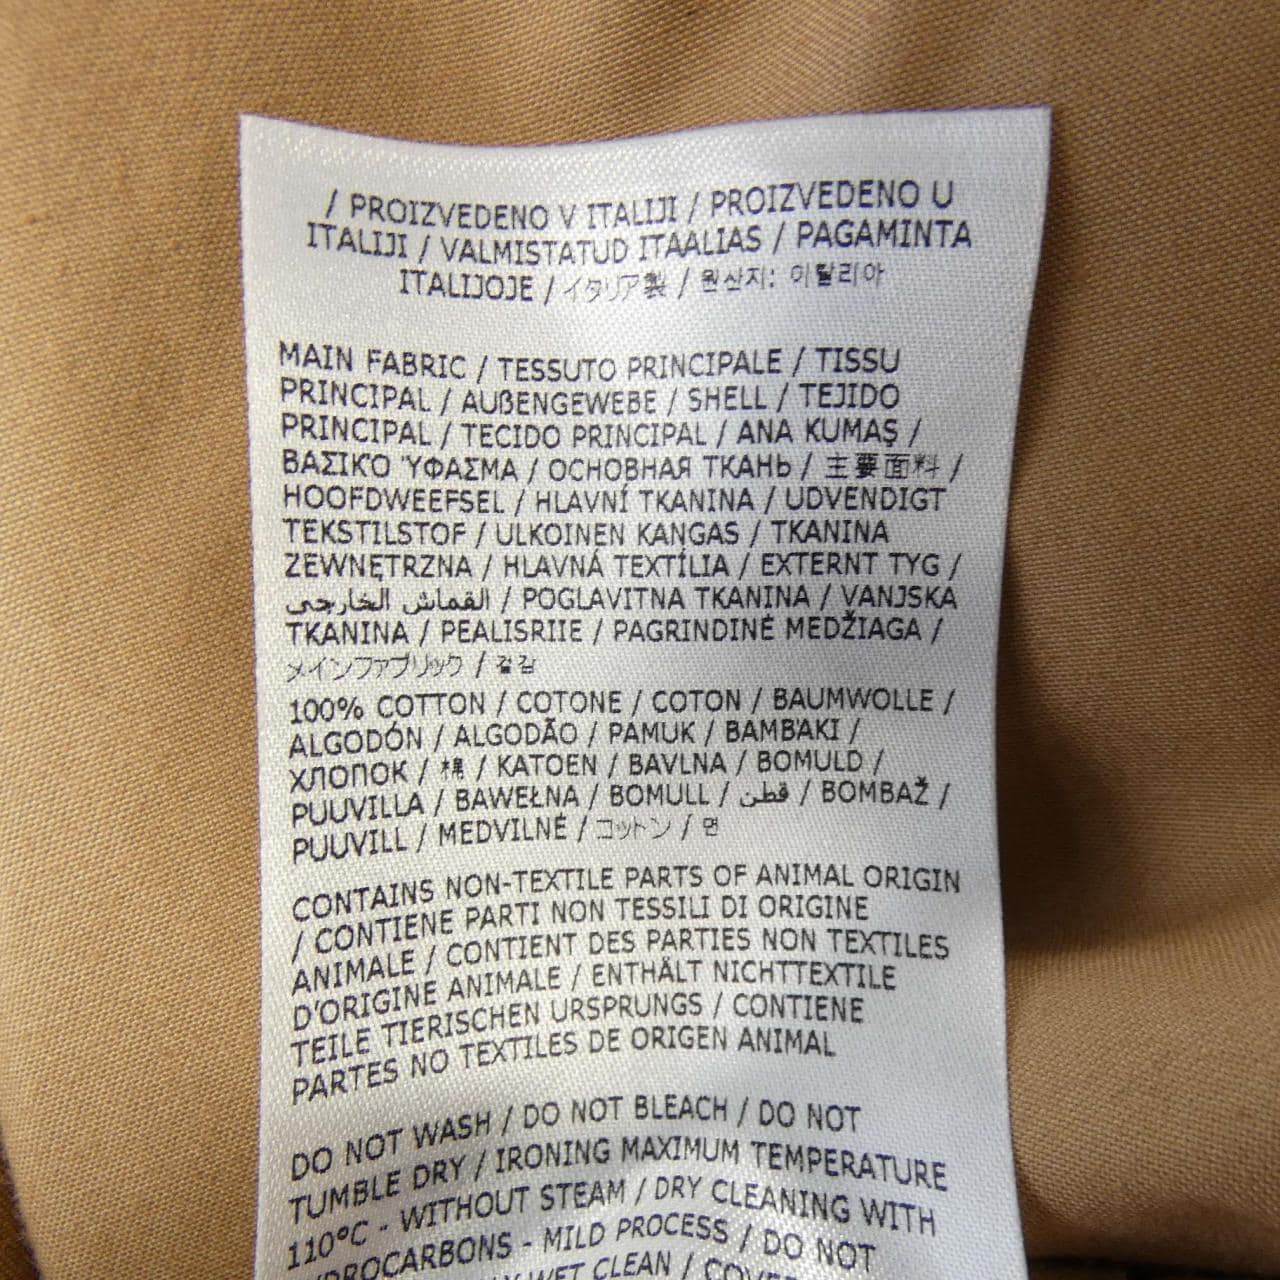 / PROIZVEDENO V ITALIJI / PROIZVEDENO U
ITALIJI / VALMISTATUD ITAALIAS / PAGAMINTA
ITALIJOJE / イタリア製 / 원산지: 이탈리아
MAIN FABRIC / TESSUTO PRINCIPALE / TISSU
PRINCIPAL / AUßENGEWEBE / SHELL / TEJIDO
PRINCIPAL / TECIDO PRINCIPAL / ANA KUMAŞ /
ΒΑΣΙΚΌ ΎΦΑΣΜΑ / ОСНОВНАЯ ТКАНЬ / 主要面料 /
HOOFDWEEFSEL / HLAVNÍ TKANINA / UDVENDIGT
TEKSTILSTOF / ULKOINEN KANGAS / TKANINA
ZEWNĘTRZNA / HLAVNÁ TEXTÍLIA / EXTERNT TYG /
القماش الخارجي / POGLAVITNA TKANINA / VANJSKA
TKANINA / PEALISRIIE / PAGRINDINĖ MEDŽIAGA /
メインファブリック / 겉감
100% COTTON / COTONE / COTON / BAUMWOLLE /
ALGODÓN / ALGODÃO / PAMUK / ΒΑΜΒΆΚΙ /
ХЛОПОК / 棉 / KATOEN / BAVLNA / BOMULD /
PUUVILLA / BAWEŁNA / BOMULL / قطن / BOMBAŽ /
PUUVILL / MEDVILNĖ / コットン / 면
CONTAINS NON-TEXTILE PARTS OF ANIMAL ORIGIN
/ CONTIENE PARTI NON TESSILI DI ORIGINE
ANIMALE / CONTIENT DES PARTIES NON TEXTILES
D'ORIGINE ANIMALE / ENTHÄLT NICHTTEXTILE
TEILE TIERISCHEN URSPRUNGS / CONTIENE
PARTES NO TEXTILES DE ORIGEN ANIMAL
DO NOT WASH / DO NOT BLEACH / DO NOT
TUMBLE DRY / IRONING MAXIMUM TEMPERATURE
110°C - WITHOUT STEAM / DRY CLEANING WITH
HYDROCARBONS - MILD PROCESS / DO NOT
WET CLEAN /